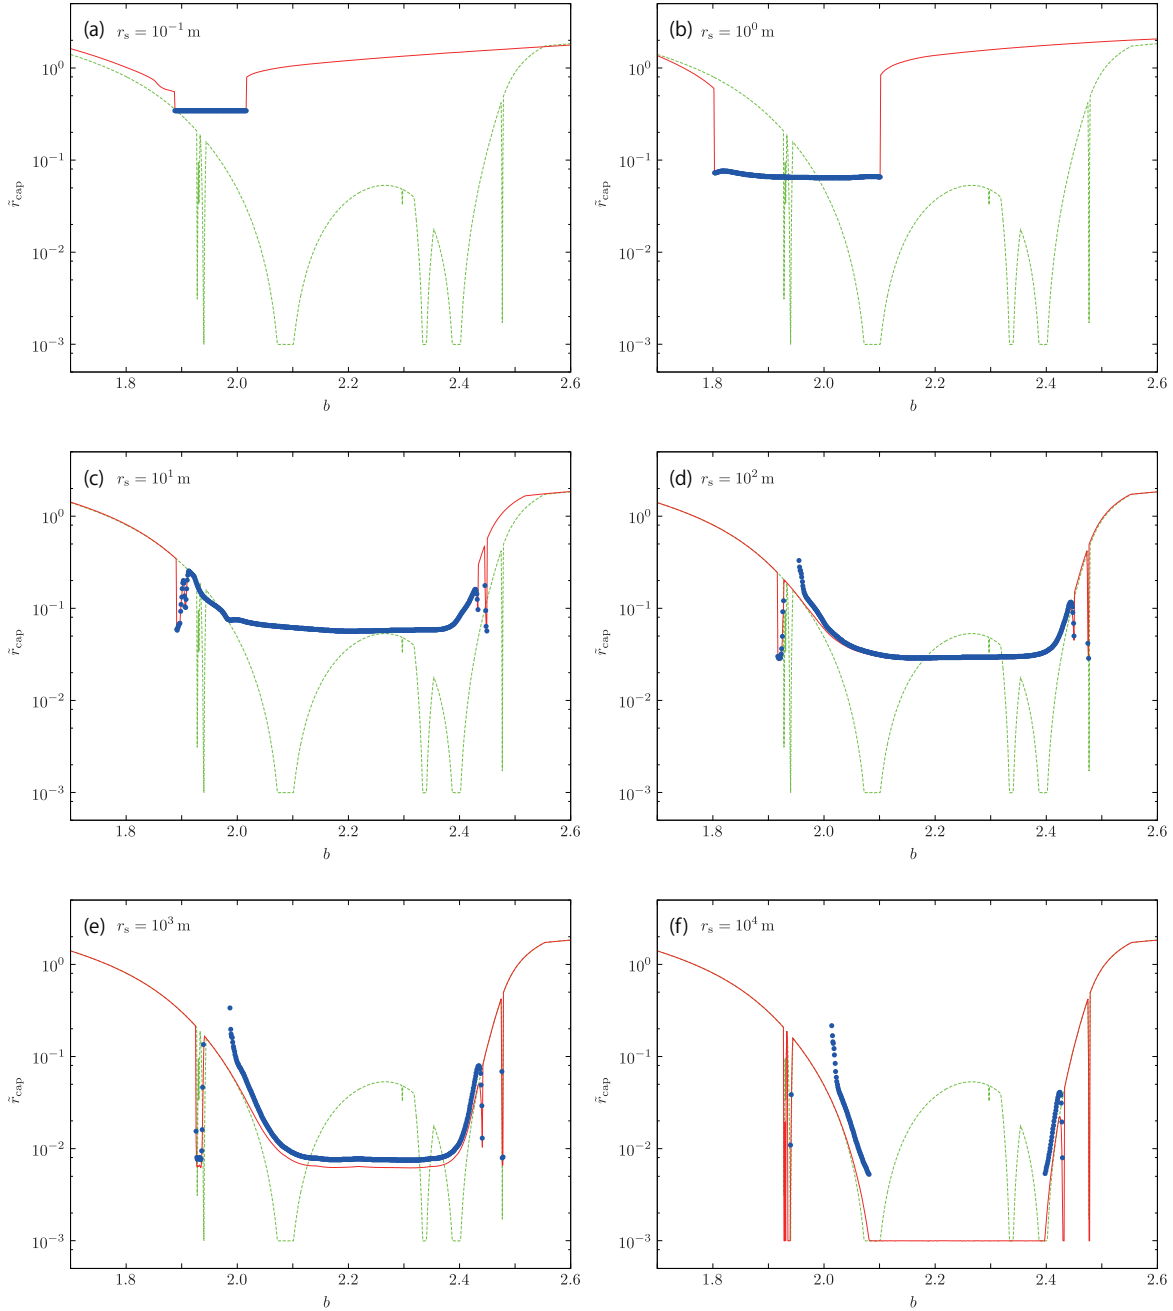 (a) r_s = 10^{-1} m
(b) r_s = 10^0 m
10^0
10^{-1}
10^{-2}
10^{-3}
r̃_cap
1.8 2.0 2.2 2.4 2.6
b
10^0
10^{-1}
10^{-2}
10^{-3}
r̃_cap
1.8 2.0 2.2 2.4 2.6
b
(c) r_s = 10^1 m
(d) r_s = 10^2 m
10^0
10^{-1}
10^{-2}
10^{-3}
r̃_cap
1.8 2.0 2.2 2.4 2.6
b
10^0
10^{-1}
10^{-2}
10^{-3}
r̃_cap
1.8 2.0 2.2 2.4 2.6
b
(e) r_s = 10^3 m
(f) r_s = 10^4 m
10^0
10^{-1}
10^{-2}
10^{-3}
r̃_cap
1.8 2.0 2.2 2.4 2.6
b
10^0
10^{-1}
10^{-2}
10^{-3}
r̃_cap
1.8 2.0 2.2 2.4 2.6
b